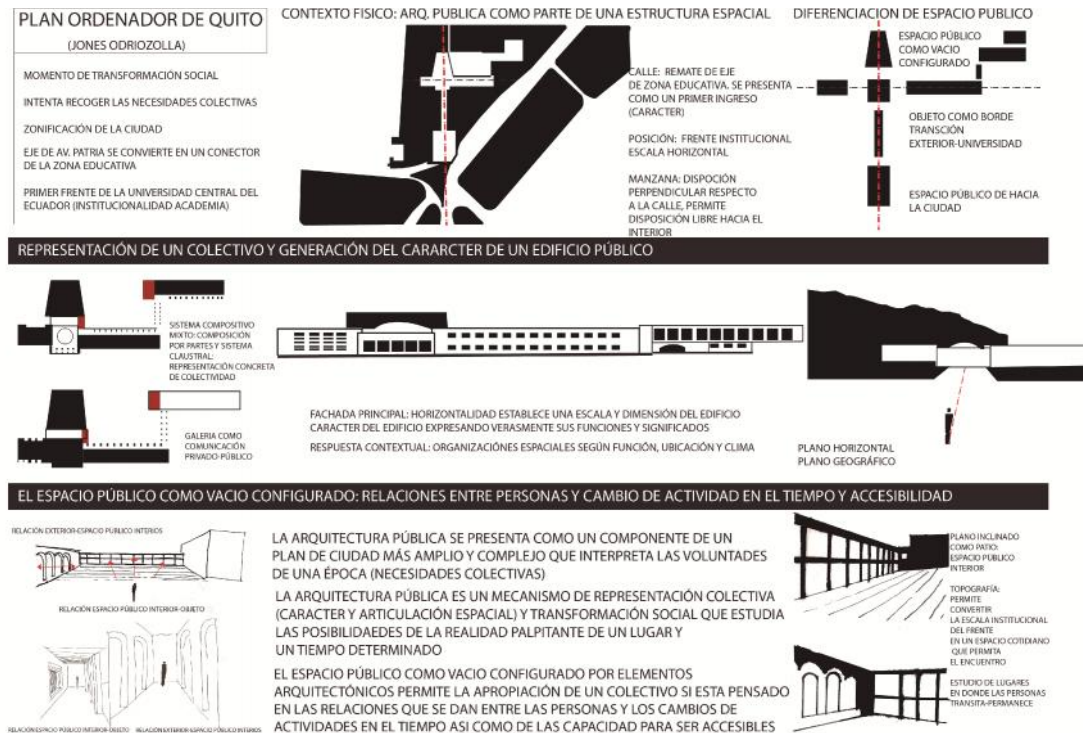 PLAN ORDENADOR DE QUITO
(JONES ODRIOZOLLA)
MOMENTO DE TRANSFORMACIÓN SOCIAL
INTENTA RECOGER LAS NECESIDADES COLECTIVAS
ZONIFICACIÓN DE LA CIUDAD
EJE DE AV. PATRIA SE CONVIERTE EN UN CONECTOR
DE LA ZONA EDUCATIVA
PRIMER FRENTE DE LA UNIVERSIDAD CENTRAL DEL
ECUADOR (INSTITUCIONALIDAD ACADEMIA)
CONTEXTO FISICO: ARQ. PUBLICA COMO PARTE DE UNA ESTRUCTURA ESPACIAL
CALLE: REMATE DE EJE
DE ZONA EDUCATIVA. SE PRESENTA
COMO UN PRIMER INGRESO
(CARACTER)
POSICIÓN: FRENTE INSTITUCIONAL
ESCALA HORIZONTAL
MANZANA: DISPOCIÓN
PERPENDICULAR RESPECTO
A LA CALLE, PERMITE
DISPOSICIÓN LIBRE HACIA EL
INTERIOR
DIFERENCIACION DE ESPACIO PUBLICO
ESPACIO PÚBLICO
COMO VACIO
CONFIGURADO
OBJETO COMO BORDE
TRANSCIÓN
EXTERIOR-UNIVERSIDAD
ESPACIO PÚBLICO DE HACIA
LA CIUDAD
REPRESENTACIÓN DE UN COLECTIVO Y GENERACIÓN DEL CARARCTER DE UN EDIFICIO PÚBLICO
SISTEMA COMPOSITIVO
MIXTO: COMPOSICIÓN
POR PARTES Y SISTEMA
CLAUSTRAL:
REPRESENTACIÓN CONCRETA
DE COLECTIVIDAD
GALERIA COMO
COMUNICACIÓN
PRIVADO-PÚBLICO
FACHADA PRINCIPAL: HORIZONTALIDAD ESTABLECE UNA ESCALA Y DIMENSIÓN DEL EDIFICIO
CARACTER DEL EDIFICIO EXPRESANDO VERASMENTE SUS FUNCIONES Y SIGNIFICADOS
RESPUESTA CONTEXTUAL: ORGANIZACIÓNES ESPACIALES SEGÚN FUNCIÓN, UBICACIÓN Y CLIMA
PLANO HORIZONTAL
PLANO GEOGRÁFICO
EL ESPACIO PÚBLICO COMO VACIO CONFIGURADO: RELACIONES ENTRE PERSONAS Y CAMBIO DE ACTIVIDAD EN EL TIEMPO Y ACCESIBILIDAD
RELACIÓN EXTERIOR-ESPACIO PÚBLICO INTERIOS
RELACIÓN ESPACIO PÚBLICO INTERIOR-OBJETO
RELACIÓN ESPACIO PÚBLICO INTERIOR-OBJETO
RELACIÓN EXTERIOR-ESPACIO PÚBLICO INTERIOS
LA ARQUITECTURA PÚBLICA SE PRESENTA COMO UN COMPONENTE DE UN
PLAN DE CIUDAD MÁS AMPLIO Y COMPLEJO QUE INTERPRETA LAS VOLUNTADES
DE UNA ÉPOCA (NECESIDADES COLECTIVAS)
LA ARQUITECTURA PÚBLICA ES UN MECANISMO DE REPRESENTACIÓN COLECTIVA
(CARACTER Y ARTICULACIÓN ESPACIAL) Y TRANSFORMACIÓN SOCIAL QUE ESTUDIA
LAS POSIBILIDAEDES DE LA REALIDAD PALPITANTE DE UN LUGAR Y
UN TIEMPO DETERMINADO
EL ESPACIO PÚBLICO COMO VACIO CONFIGURADO POR ELEMENTOS
ARQUITECTÓNICOS PERMITE LA APROPIACIÓN DE UN COLECTIVO SI ESTA PENSADO
EN LAS RELACIONES QUE SE DAN ENTRE LAS PERSONAS Y LOS CAMBIOS DE
ACTIVIDADES EN EL TIEMPO ASI COMO DE LAS CAPACIDAD PARA SER ACCESIBLES
PLANO INCLINADO
COMO PATIO:
ESPACIO PÚBLICO
INTERIOR
TOPOGRAFÍA:
PERMITE
CONVERTIR
LA ESCALA INSTITUCIONAL
DEL FRENTE
EN UN ESPACIO COTIDIANO
QUE PERMITA
EL ENCUENTRO
ESTUDIO DE LUGARES
EN DONDE LAS PERSONAS
TRANSITA-PERMANECE